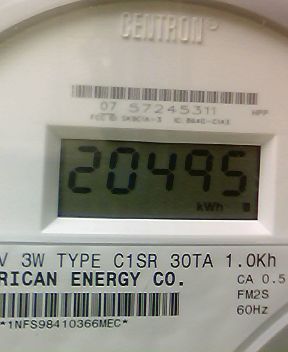 CENTRON®
07 57245311 HPP
20495
kWh
V 3W TYPE C1SR 30TA 1.0Kh
RICAN ENERGY CO. CA 0.5
FM2S
*1NFS98410366MEC* 60Hz